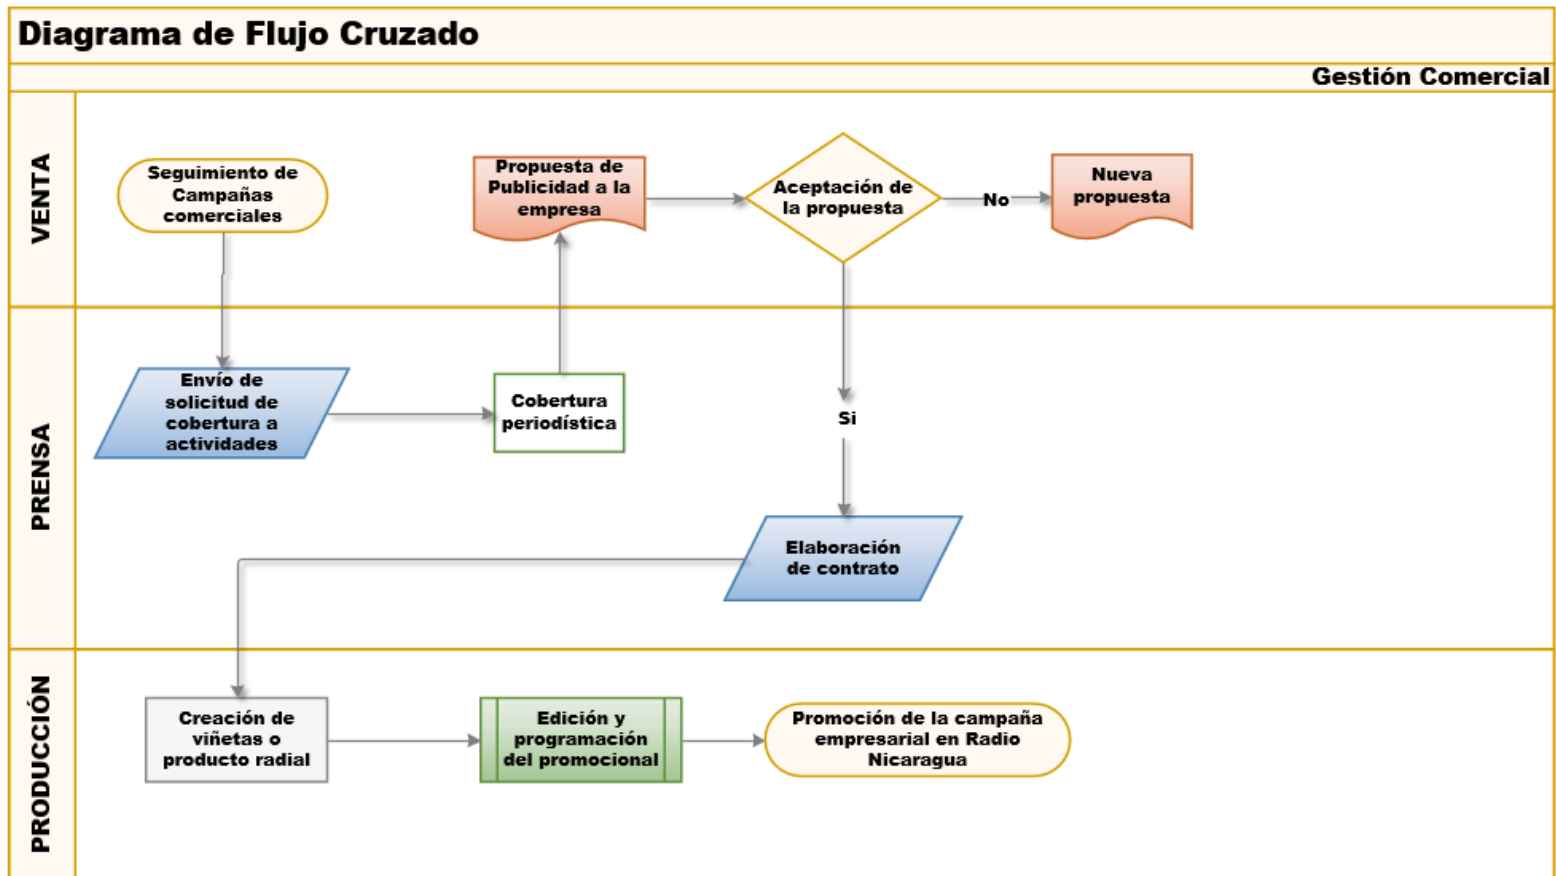 Diagrama de Flujo Cruzado
Gestión Comercial
VENTA
Seguimiento de
Campañas
comerciales
Propuesta de
Publicidad a la
empresa
Aceptación de
la propuesta
No
Nueva
propuesta
PRENSA
Envío de
solicitud de
cobertura a
actividades
Cobertura
periodística
Si
Elaboración
de contrato
PRODUCCIÓN
Creación de
viñetas o
producto radial
Edición y
programación
del promocional
Promoción de la campaña
empresarial en Radio
Nicaragua